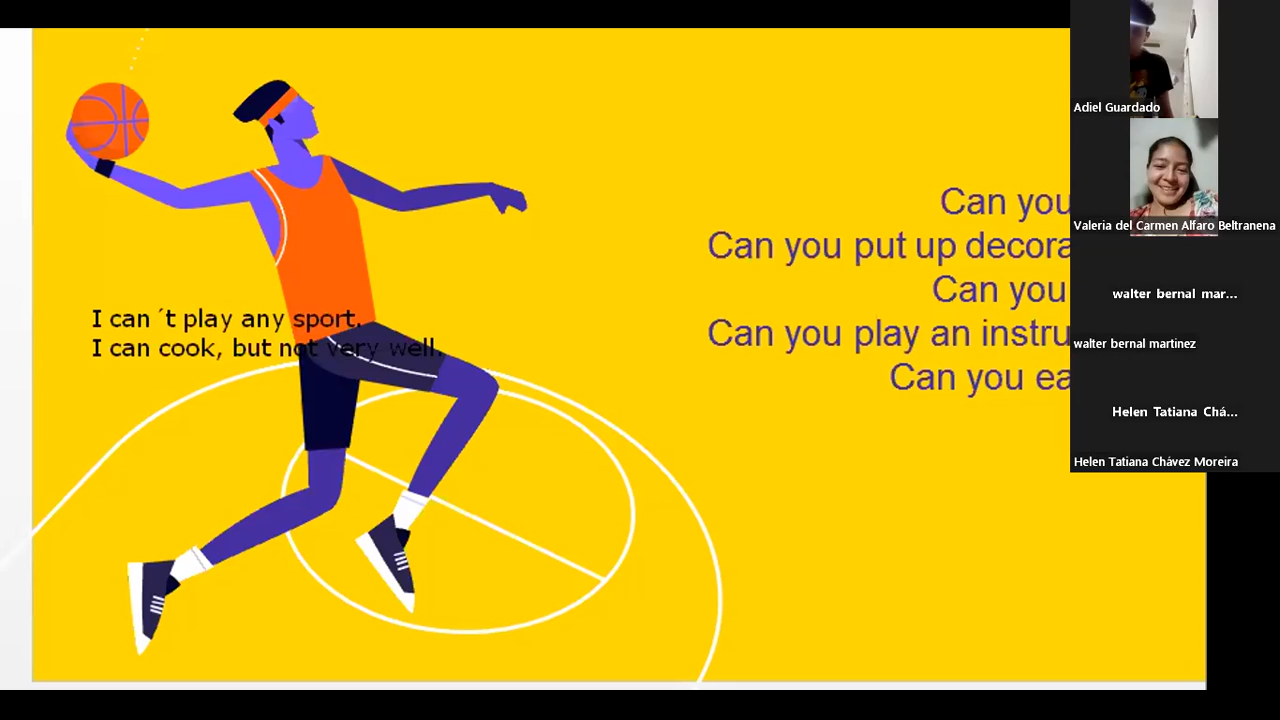 I can ´t play any sport.
I can cook, but not very well.
Can you
Can you put up decora
Can you
Can you play an instru
Can you ea
Adiel Guardado
Valeria del Carmen Alfaro Beltranena
walter bernal mar...
walter bernal martinez
Helen Tatiana Chá...
Helen Tatiana Chávez Moreira